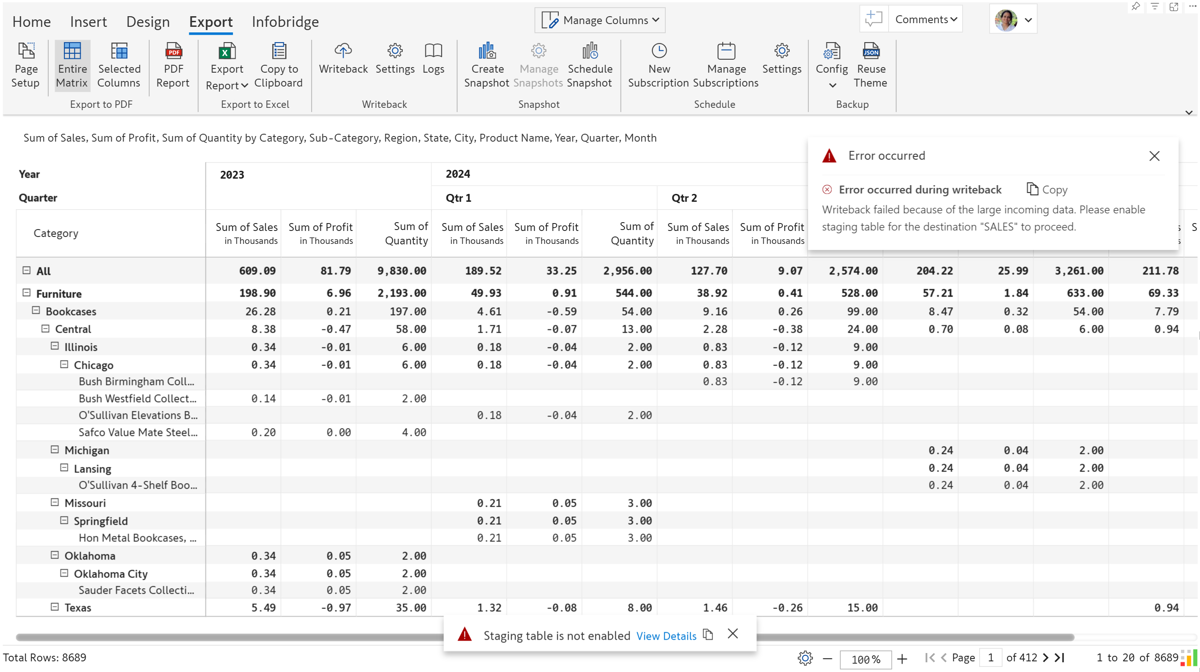 Home Insert Design Export Infobridge Manage Columns Comments
Page Setup Entire Matrix Selected Columns PDF Report Export Report Copy to Clipboard Writeback Settings Logs Create Snapshot Manage Snapshots Schedule Snapshot New Subscription Manage Subscriptions Settings Config Reuse Theme
Export to PDF Export to Excel Writeback Snapshot Schedule Backup
Sum of Sales, Sum of Profit, Sum of Quantity by Category, Sub-Category, Region, State, City, Product Name, Year, Quarter, Month
Error occurred
Error occurred during writeback Copy
Writeback failed because of the large incoming data. Please enable
staging table for the destination "SALES" to proceed.
Year 2023 2024
Quarter Qtr 1 Qtr 2
Category Sum of Sales in Thousands Sum of Profit in Thousands Sum of Quantity Sum of Sales in Thousands Sum of Profit in Thousands Sum of Quantity Sum of Sales in Thousands Sum of Profit in Thousands
All 609.09 81.79 9,830.00 189.52 33.25 2,956.00 127.70 9.07 2,574.00 204.22 25.99 3,261.00 211.78
Furniture 198.90 6.96 2,193.00 49.93 0.91 544.00 38.92 0.41 528.00 57.21 1.84 633.00 69.33
Bookcases 26.28 0.21 197.00 4.61 -0.59 54.00 9.16 0.26 99.00 8.47 0.32 54.00 7.79
Central 8.38 -0.47 58.00 1.71 -0.07 13.00 2.28 -0.38 24.00 0.70 0.08 6.00 0.94
Illinois 0.34 -0.01 6.00 0.18 -0.04 2.00 0.83 -0.12 9.00
Chicago 0.34 -0.01 6.00 0.18 -0.04 2.00 0.83 -0.12 9.00
Bush Birmingham Coll... 0.83 -0.12 9.00
Bush Westfield Collect... 0.14 -0.01 2.00
O'Sullivan Elevations B... 0.18 -0.04 2.00
Safco Value Mate Steel... 0.20 0.00 4.00
Michigan 0.24 0.04 2.00
Lansing 0.24 0.04 2.00
O'Sullivan 4-Shelf Boo... 0.24 0.04 2.00
Missouri 0.21 0.05 3.00
Springfield 0.21 0.05 3.00
Hon Metal Bookcases, ... 0.21 0.05 3.00
Oklahoma 0.34 0.05 2.00
Oklahoma City 0.34 0.05 2.00
Sauder Facets Collecti... 0.34 0.05 2.00
Texas 5.49 -0.97 35.00 1.32 -0.08 8.00 1.46 -0.26 15.00 0.94
Staging table is not enabled View Details
Total Rows: 8689 100% Page 1 of 412 1 to 20 of 8689